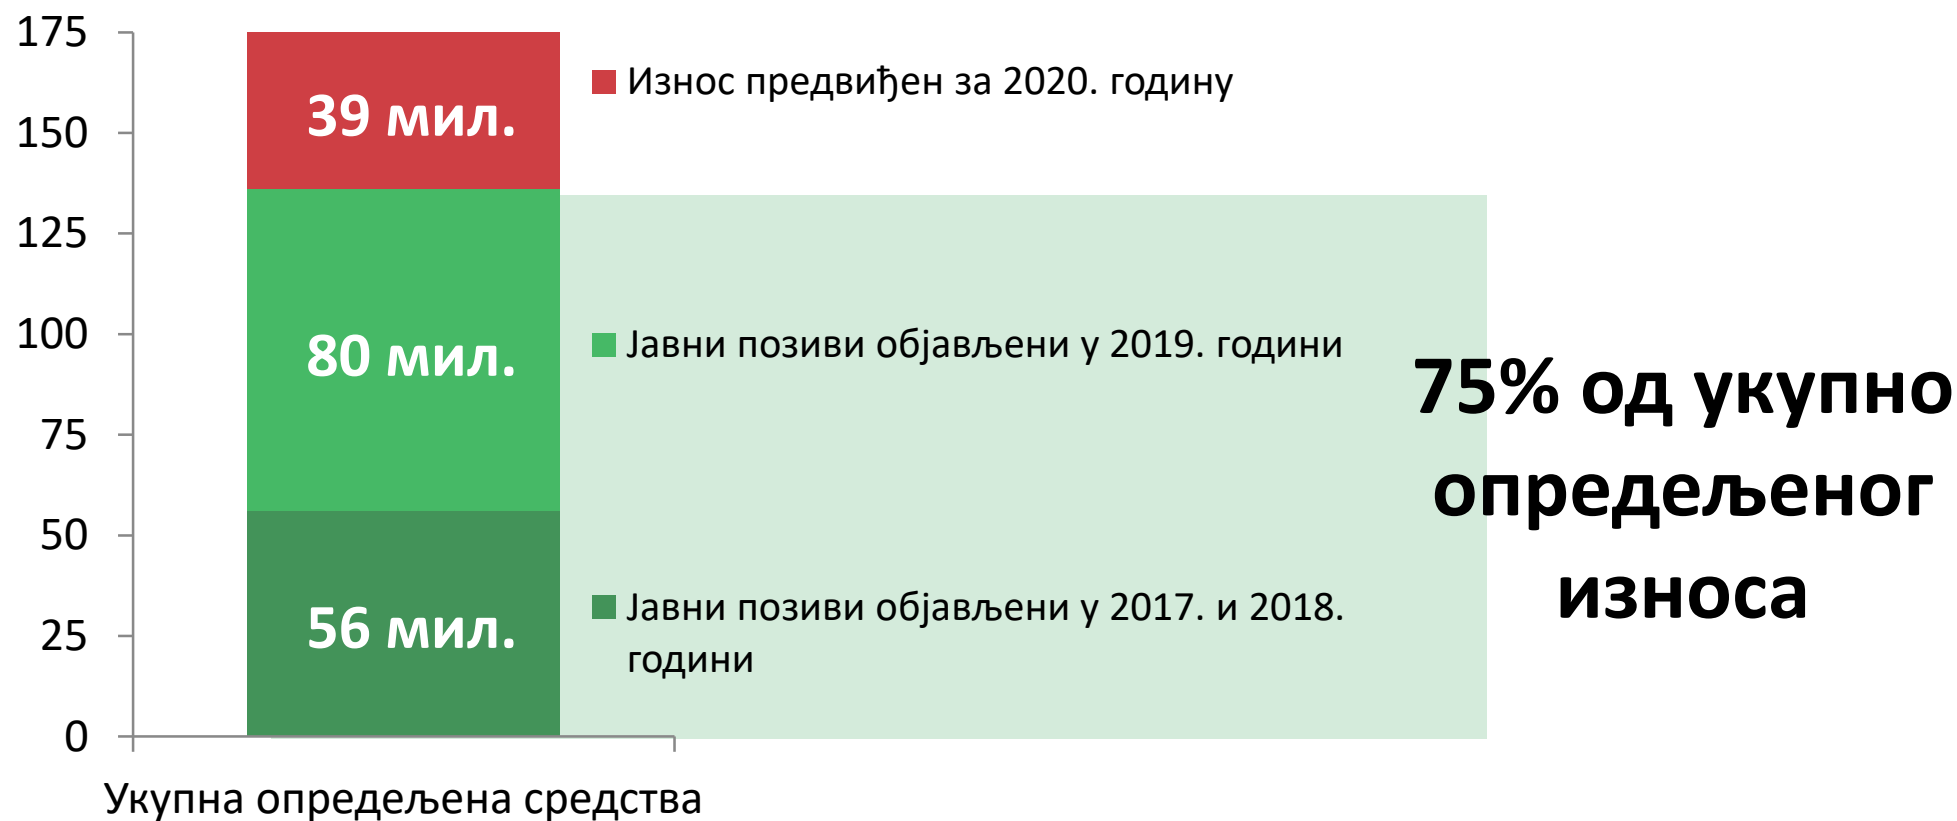 175
150
125
100
75
50
25
0
39 мил.
80 мил.
56 мил.
Износ предвиђен за 2020. годину
Јавни позиви објављени у 2019. години
Јавни позиви објављени у 2017. и 2018.
години
75% од укупно
опредељеног
износа
Укупна опредељена средства